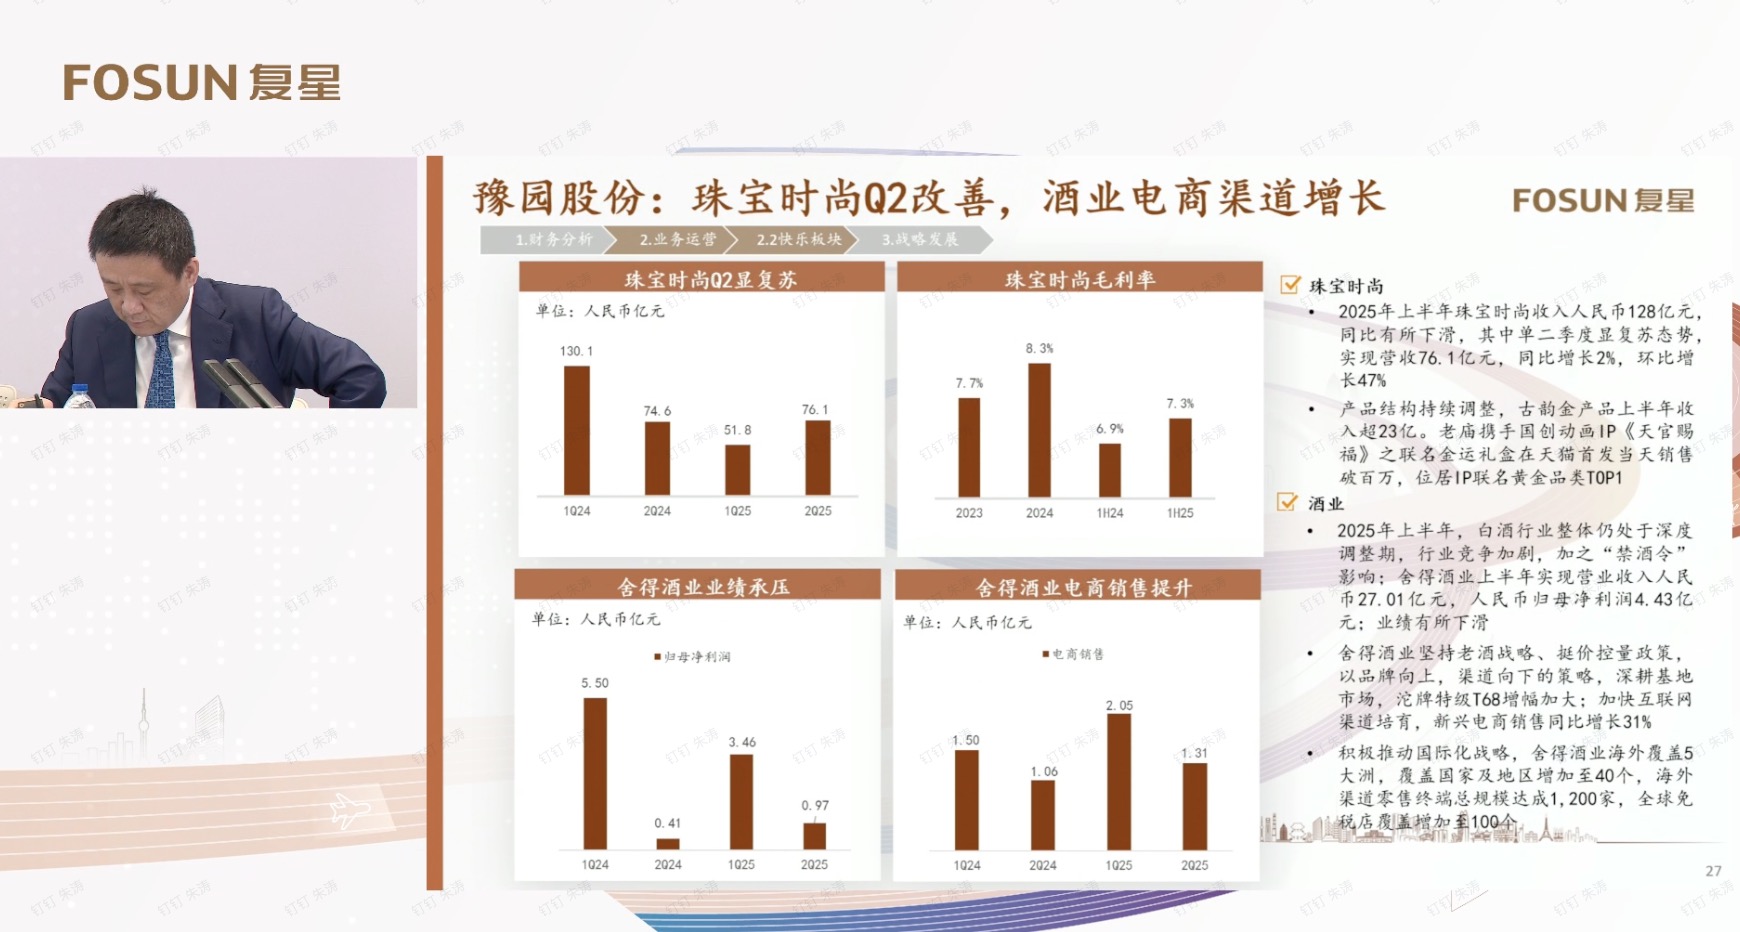 FOSUN 复星
豫园股份：珠宝时尚Q2改善，酒业电商渠道增长
FOSUN 复星
1.财务分析
2.业务运营
2.2快乐板块
3.战略发展
珠宝时尚Q2显复苏
单位：人民币亿元
130.1
74.6
51.8
76.1
1Q24
2Q24
1Q25
2Q25
珠宝时尚毛利率
7.7%
8.3%
6.9%
7.3%
2023
2024
1H24
1H25
舍得酒业业绩承压
单位：人民币亿元
归母净利润
5.50
0.41
3.46
0.97
1Q24
2Q24
1Q25
2Q25
舍得酒业电商销售提升
单位：人民币亿元
电商销售
1.50
1.06
2.05
1.31
1Q24
2Q24
1Q25
2Q25
珠宝时尚
• 2025年上半年珠宝时尚收入人民币128亿元，
同比有所下滑，其中单二季度显复苏态势，
实现营收76.1亿元，同比增长2%，环比增
长47%
• 产品结构持续调整，古韵金产品上半年收
入超23亿。老庙携手国创动画IP《天官赐
福》之联名金运礼盒在天猫首发当天销售
破百万，位居IP联名黄金品类TOP1
酒业
• 2025年上半年，白酒行业整体仍处于深度
调整期，行业竞争加剧，加之“禁酒令”
影响；舍得酒业上半年实现营业收入人民
币27.01亿元，人民币归母净利润4.43亿
元；业绩有所下滑
• 舍得酒业坚持老酒战略、挺价控量政策，
以品牌向上，渠道向下的策略，深耕基地
市场，沱牌特级T68增幅加大；加快互联网
渠道培育，新兴电商销售同比增长31%
• 积极推动国际化战略，舍得酒业海外覆盖5
大洲，覆盖国家及地区增加至40个，海外
渠道零售终端总规模达成1,200家，全球免
税店覆盖增加至100个
27
钉钉 朱涛